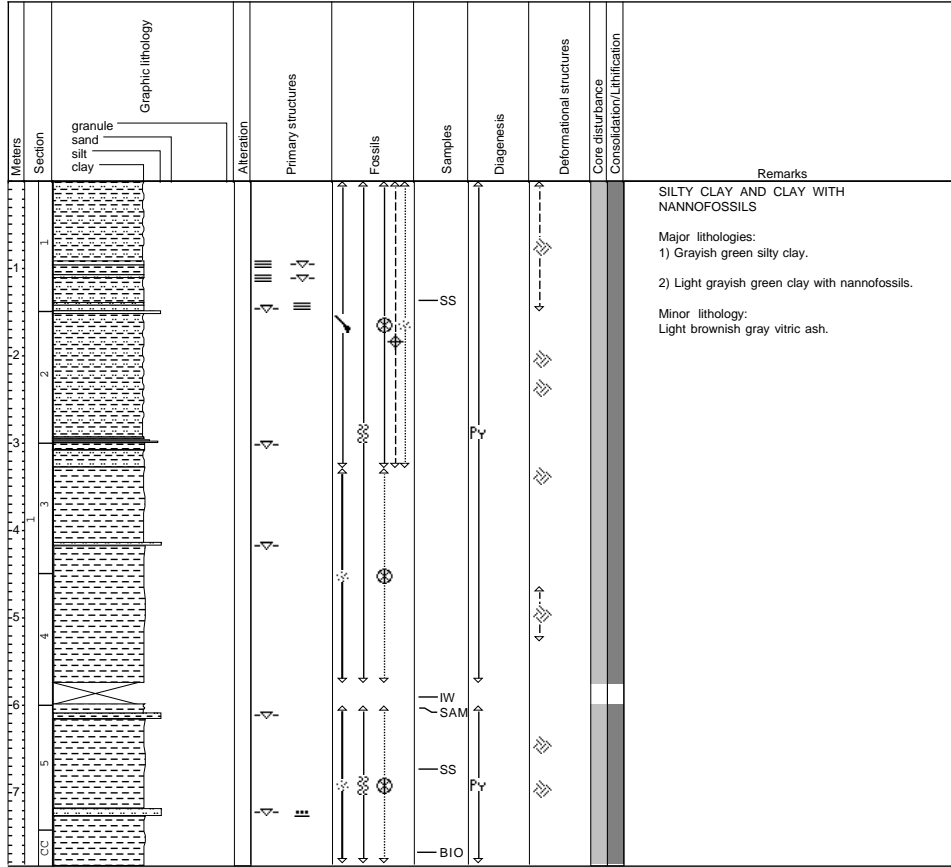 Meters
Section
Graphic lithology
granule
sand
silt
clay
Alteration
Primary structures
Fossils
Samples
Diagenesis
Deformational structures
Core disturbance
Consolidation/Lithification
Remarks
SILTY CLAY AND CLAY WITH
NANNOFOSSILS
Major lithologies:
1) Grayish green silty clay.
2) Light grayish green clay with nannofossils.
Minor lithology:
Light brownish gray vitric ash.
1
1
SS
2
2
Py
3
3
1
4
5
4
IW
6
SAM
SS
5
7
Py
CC
BIO